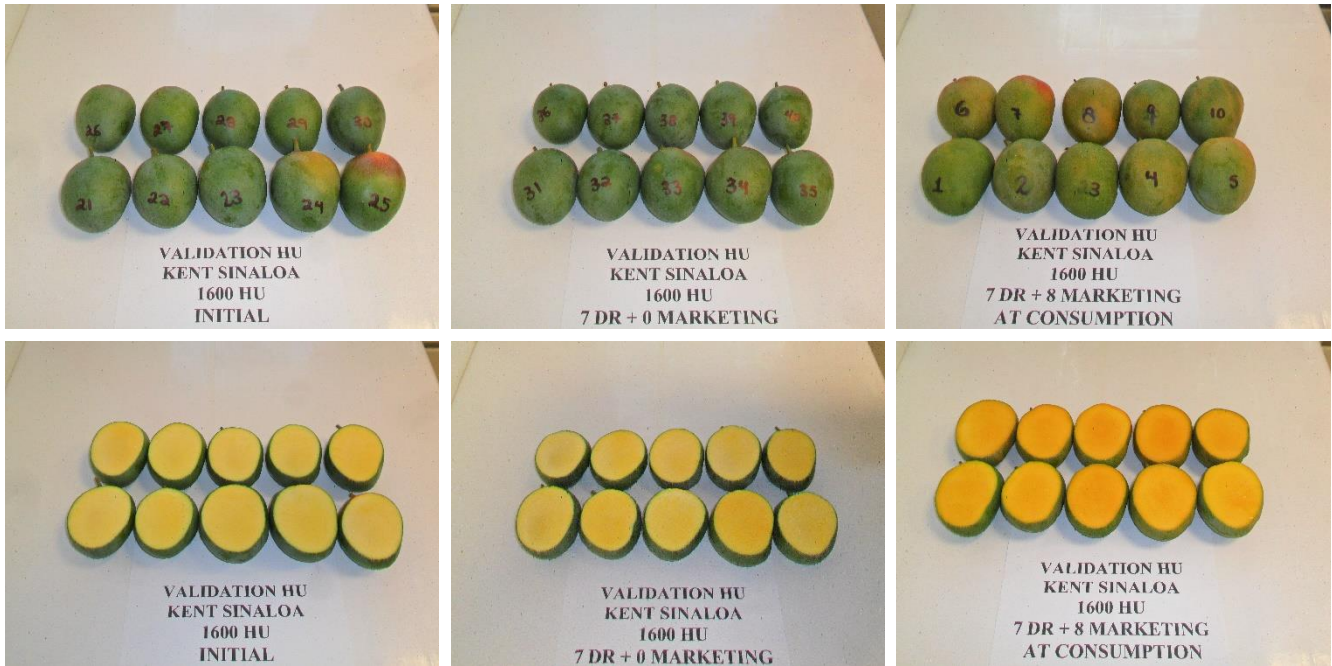 26 27 28 29 30
21 22 23 24 25
VALIDATION HU
KENT SINALOA
1600 HU
INITIAL
36 37 38 39 40
31 32 33 34 35
VALIDATION HU
KENT SINALOA
1600 HU
7 DR + 0 MARKETING
6 7 8 9 10
1 2 3 4 5
VALIDATION HU
KENT SINALOA
1600 HU
7 DR + 8 MARKETING
AT CONSUMPTION
VALIDATION HU
KENT SINALOA
1600 HU
INITIAL
VALIDATION HU
KENT SINALOA
1600 HU
7 DR + 0 MARKETING
VALIDATION HU
KENT SINALOA
1600 HU
7 DR + 8 MARKETING
AT CONSUMPTION